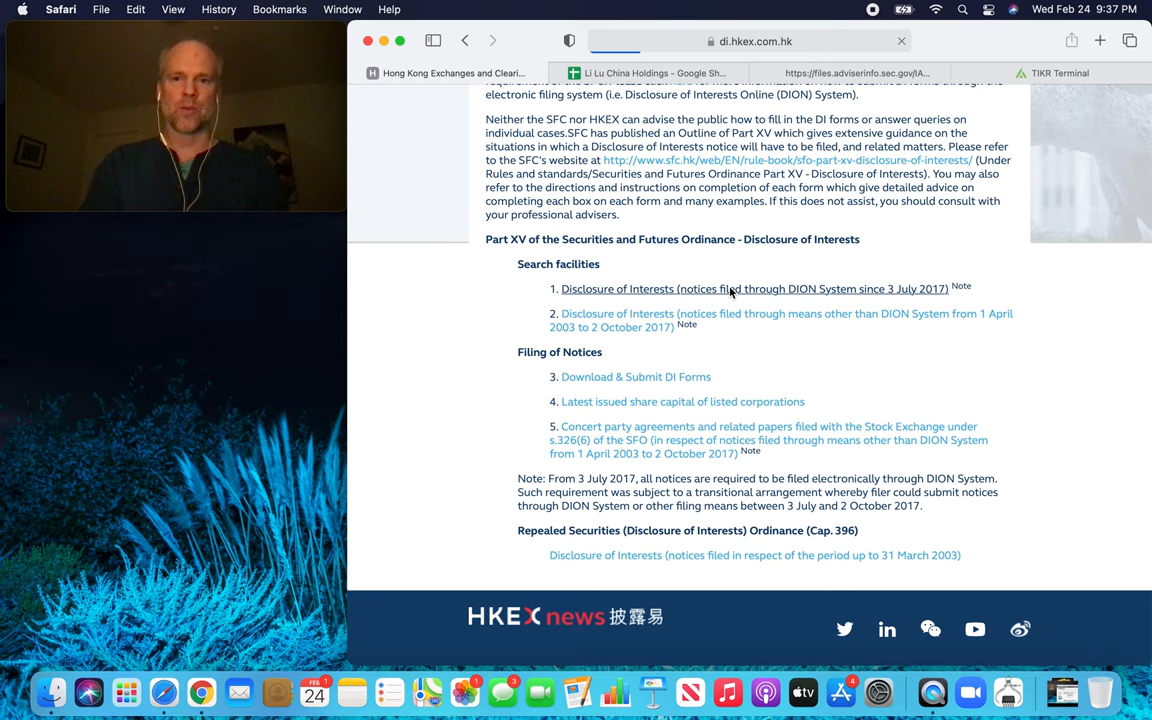 Safari File Edit View History Bookmarks Window Help Wed Feb 24 9:37 PM
di.hkex.com.hk
Hong Kong Exchanges and Cleari... Li Lu China Holdings - Google Sh... https://files.adviserinfo.sec.gov/IA... TIKR Terminal
electronic filing system (i.e. Disclosure of Interests Online (DION) System).
Neither the SFC nor HKEX can advise the public how to fill in the DI forms or answer queries on
individual cases.SFC has published an Outline of Part XV which gives extensive guidance on the
situations in which a Disclosure of Interests notice will have to be filed, and related matters. Please refer
to the SFC's website at http://www.sfc.hk/web/EN/rule-book/sfo-part-xv-disclosure-of-interests/ (Under
Rules and standards/Securities and Futures Ordinance Part XV - Disclosure of Interests). You may also
refer to the directions and instructions on completion of each form which give detailed advice on
completing each box on each form and many examples. If this does not assist, you should consult with
your professional advisers.
Part XV of the Securities and Futures Ordinance - Disclosure of Interests
Search facilities
1. Disclosure of Interests (notices filed through DION System since 3 July 2017) Note
2. Disclosure of Interests (notices filed through means other than DION System from 1 April
2003 to 2 October 2017) Note
Filing of Notices
3. Download & Submit DI Forms
4. Latest issued share capital of listed corporations
5. Concert party agreements and related papers filed with the Stock Exchange under
s.326(6) of the SFO (in respect of notices filed through means other than DION System
from 1 April 2003 to 2 October 2017) Note
Note: From 3 July 2017, all notices are required to be filed electronically through DION System.
Such requirement was subject to a transitional arrangement whereby filer could submit notices
through DION System or other filing means between 3 July and 2 October 2017.
Repealed Securities (Disclosure of Interests) Ordinance (Cap. 396)
Disclosure of Interests (notices filed in respect of the period up to 31 March 2003)
HKEX news 披露易
FEB 1 1 3 4
24 tv